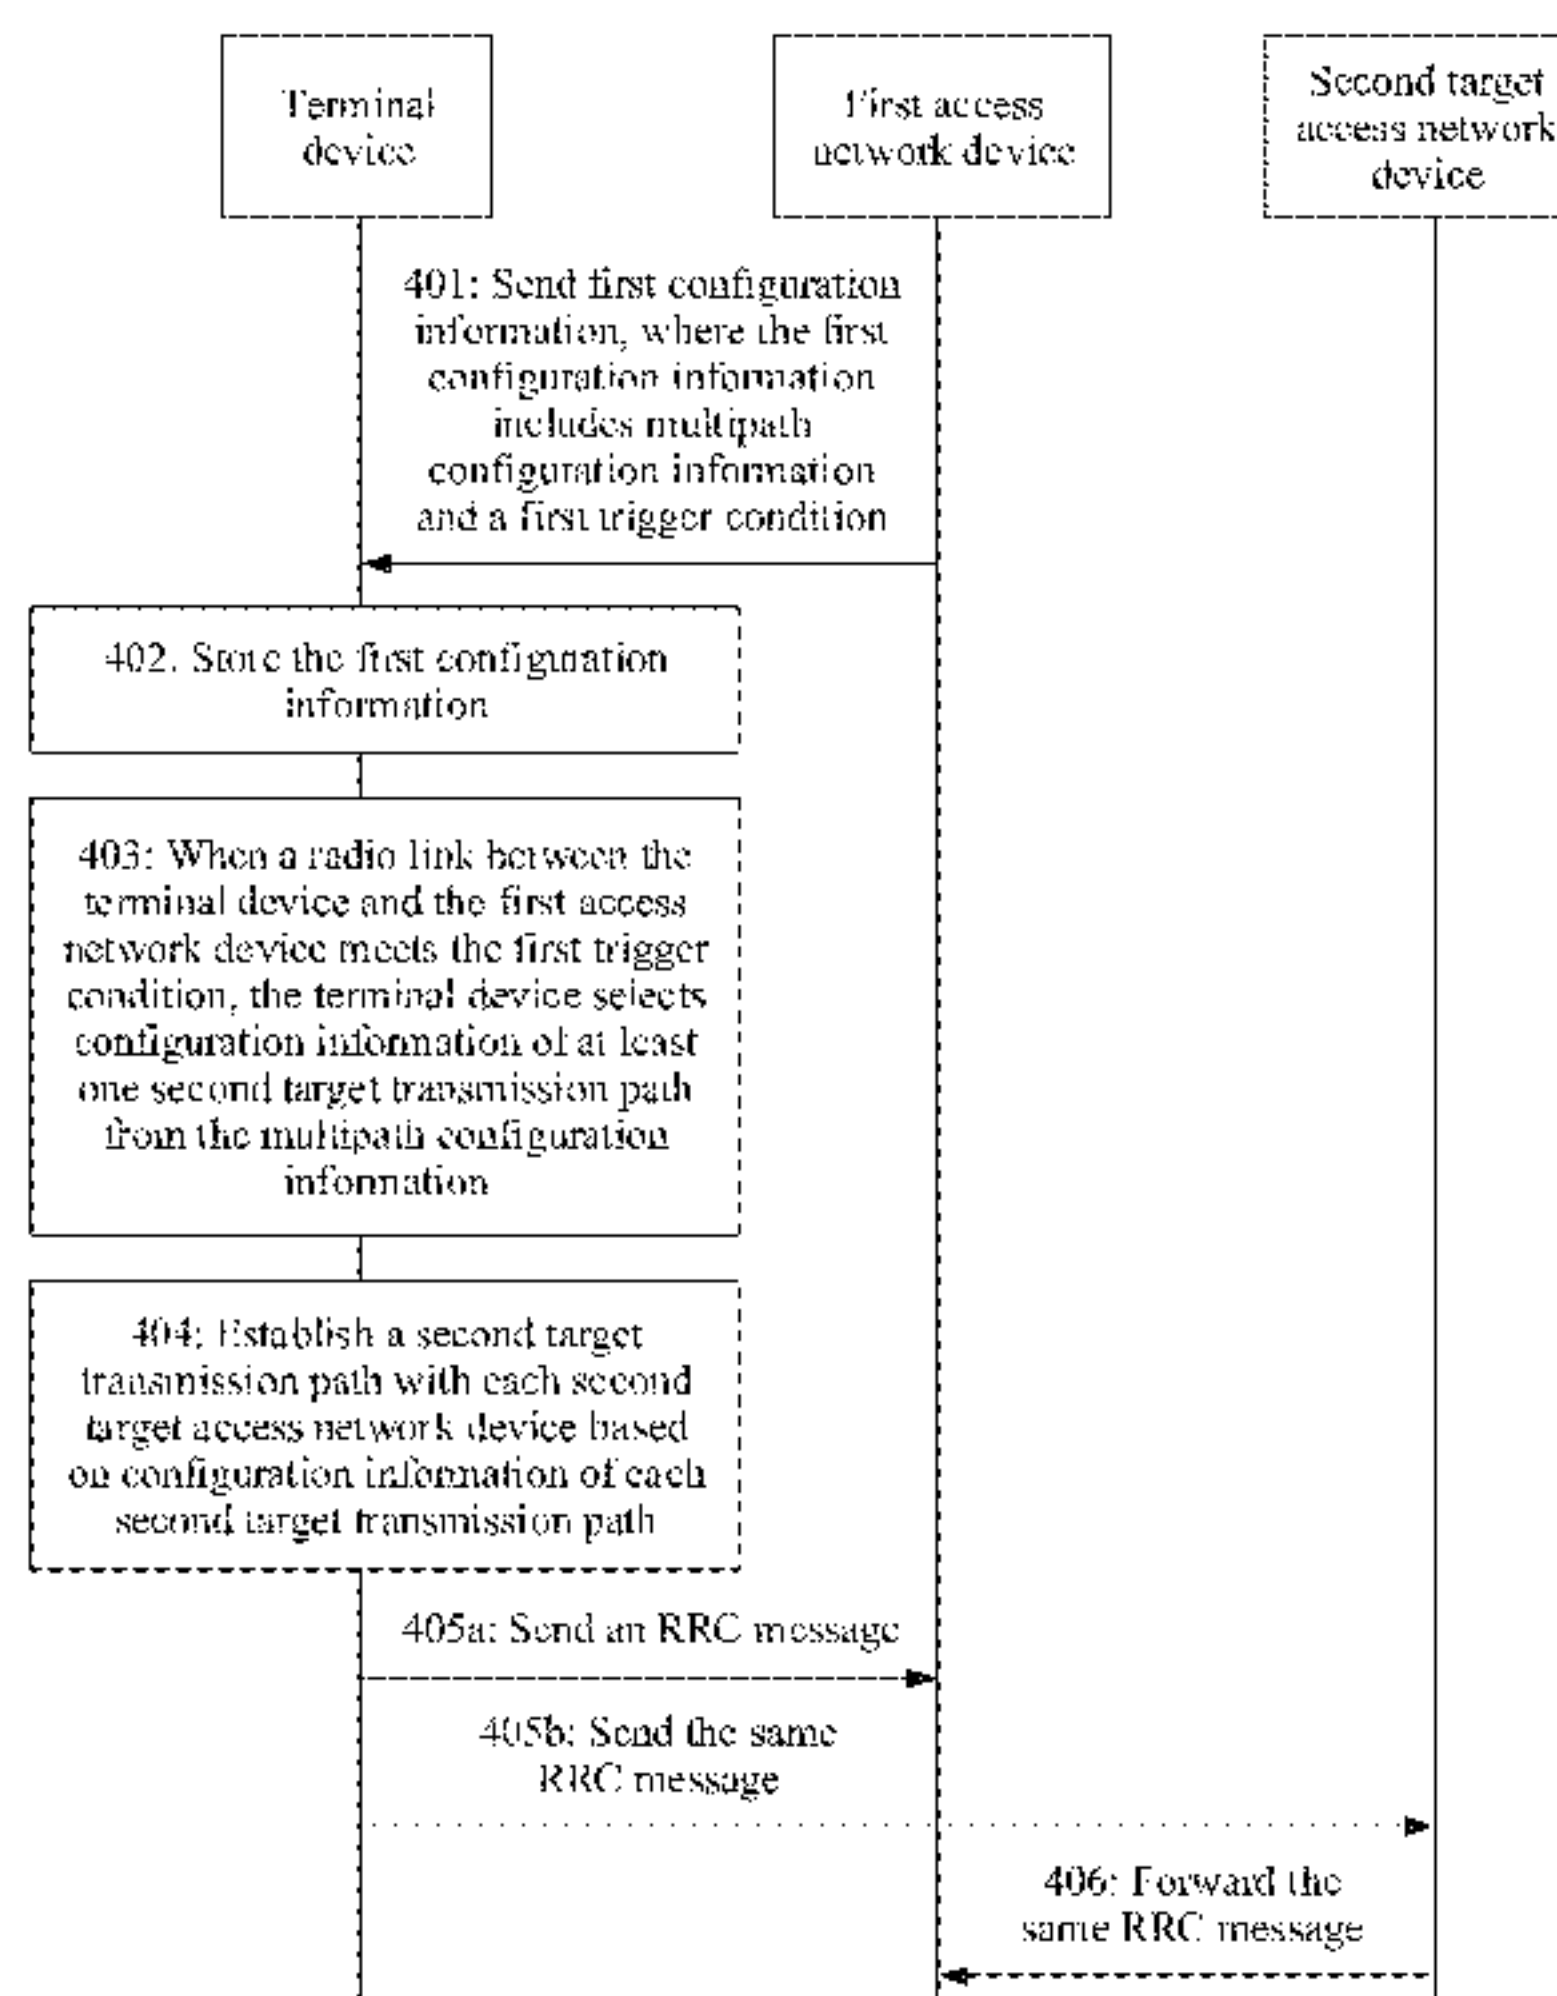 Terminal
device
First access
network device
Second target
access network
device
401: Send first configuration
information, where the first
configuration information
includes multipath
configuration information
and a first trigger condition
402. Store the first configuration
information
403: When a radio link between the
terminal device and the first access
network device meets the first trigger
condition, the terminal device selects
configuration information of at least
one second target transmission path
from the multipath configuration
information
404: Establish a second target
transmission path with each second
target access network device based
on configuration information of each
second target transmission path
405a: Send an RRC message
405b: Send the same
RRC message
406: Forward the
same RRC message